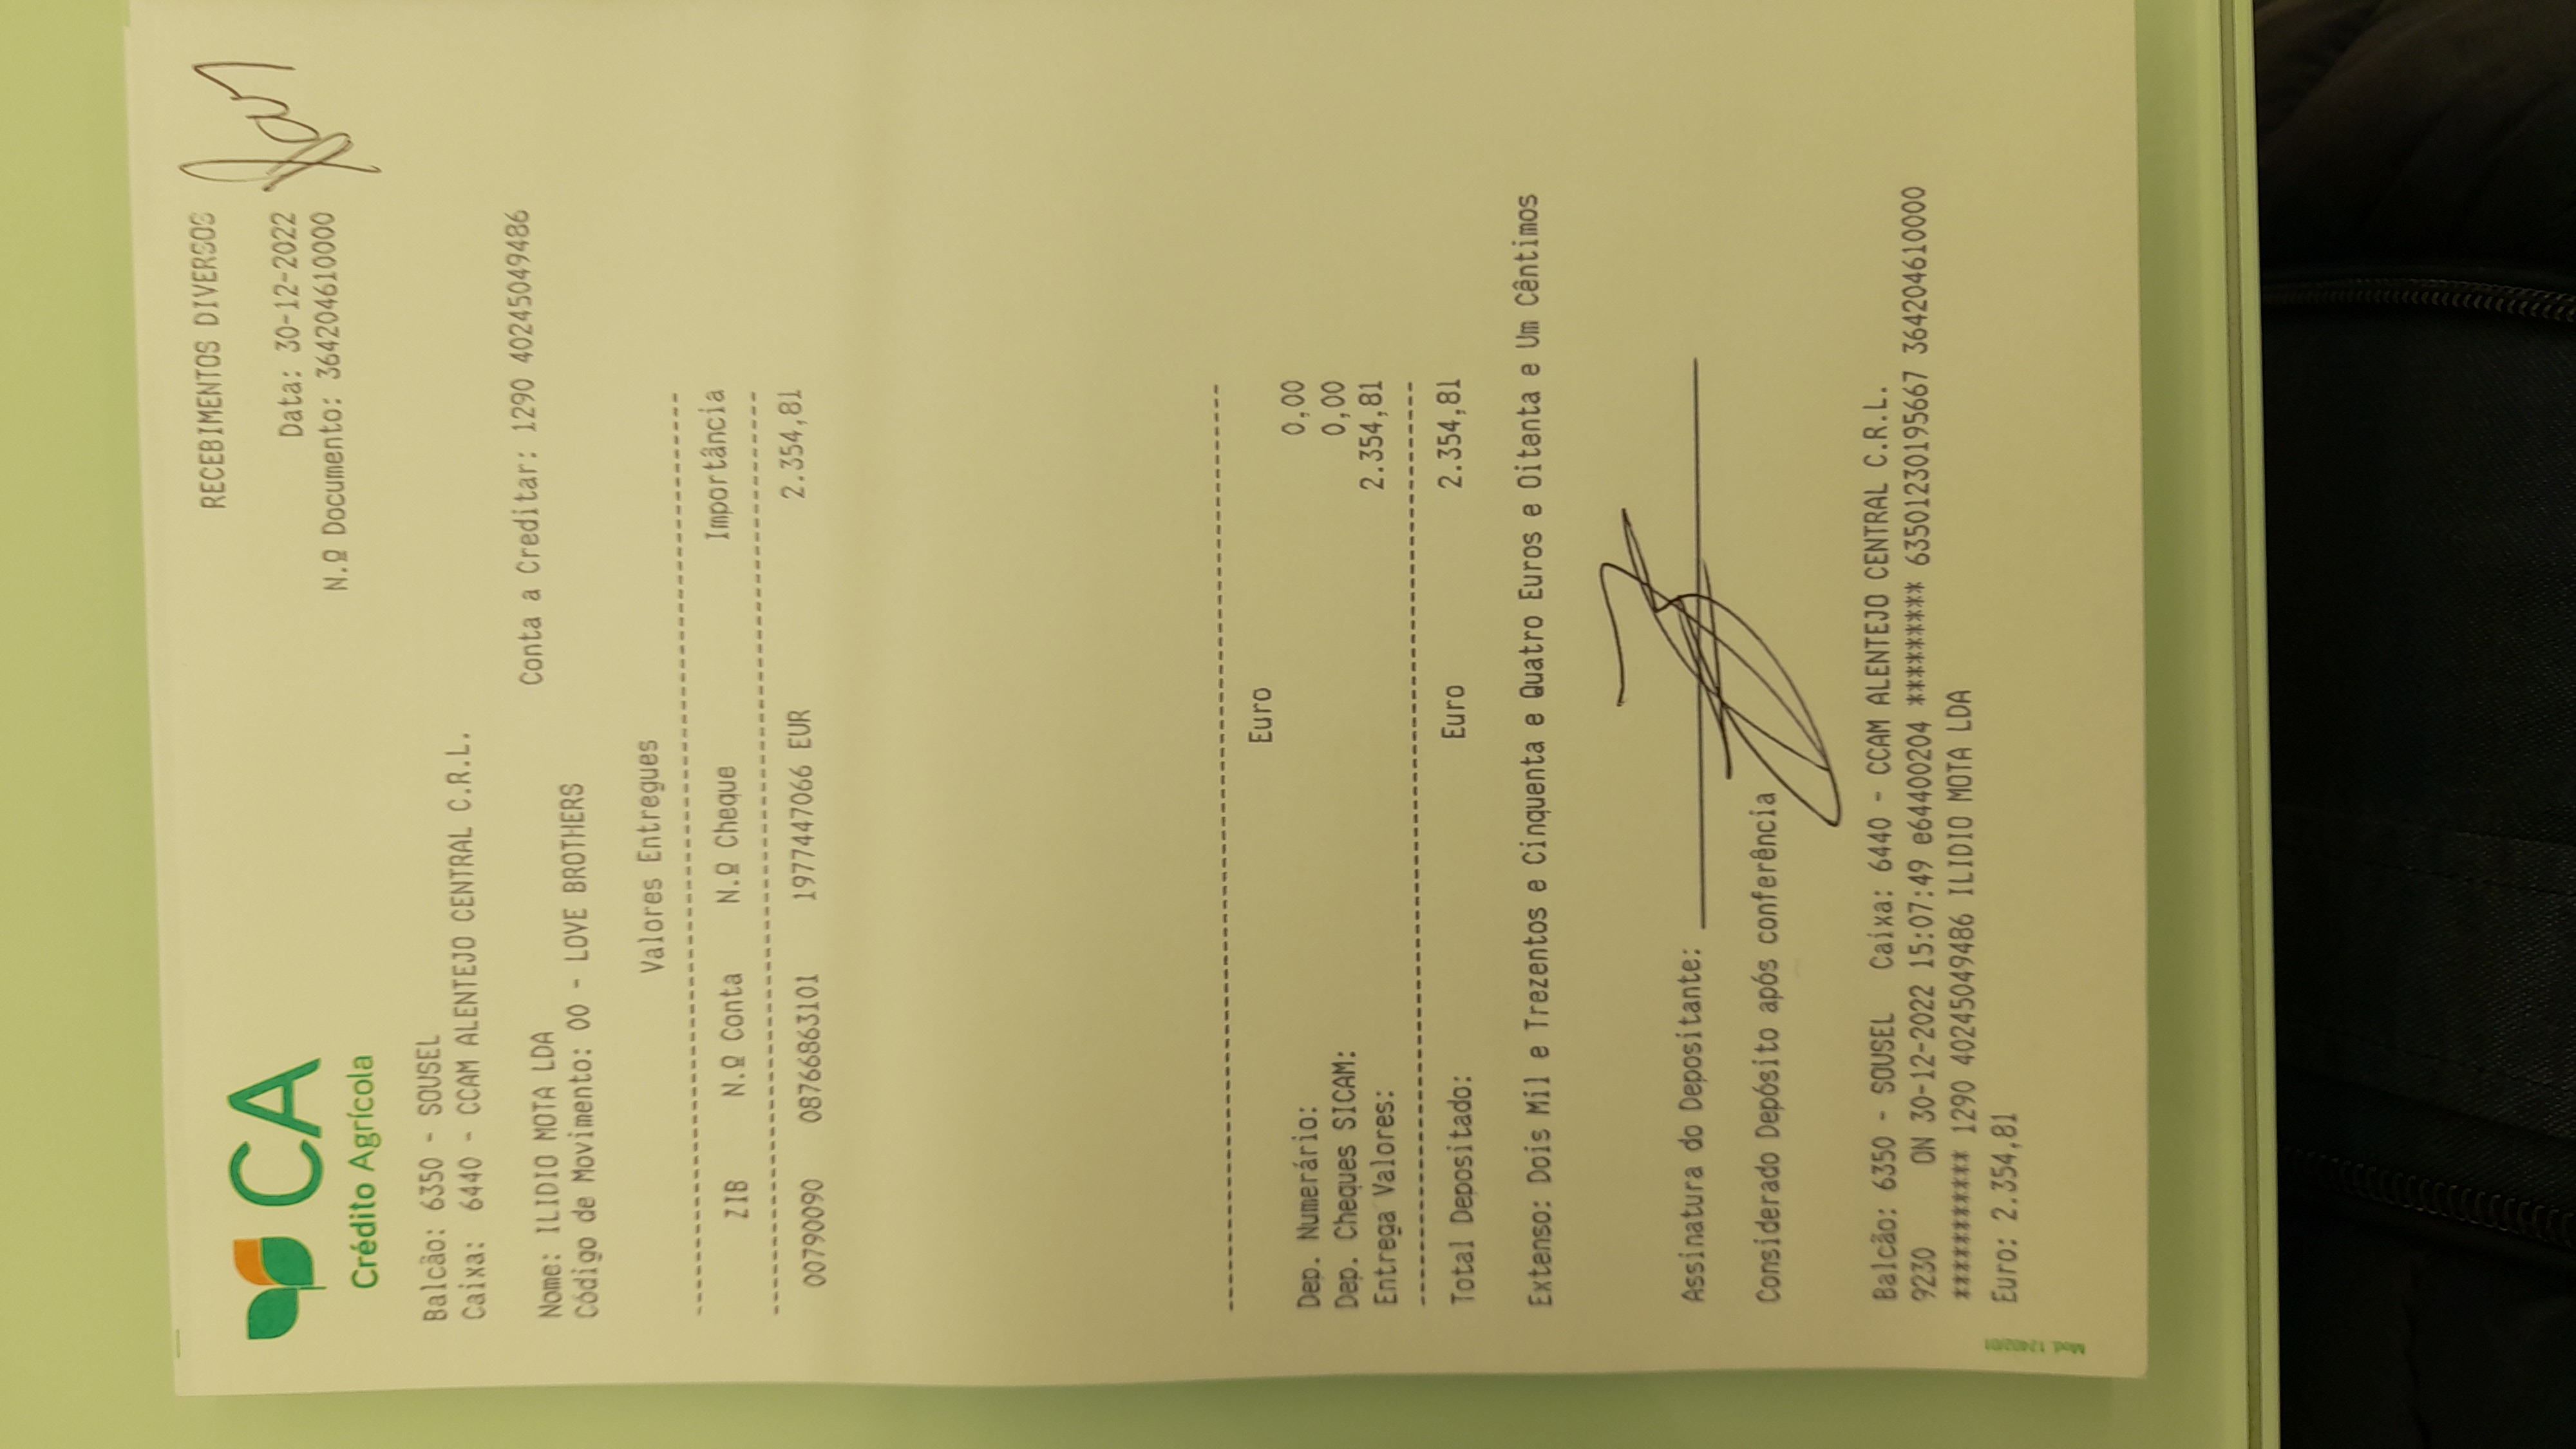 CA
Crédito Agrícola
RECEBIMENTOS DIVERSOS
Data: 30-12-2022
N.º Documento: 364204610000
Balcão: 6350 - SOUSEL
Caixa: 6440 - CCAM ALENTEJO CENTRAL C.R.L.
Conta a Creditar: 1290 40245049486
Nome: ILIDIO MOTA LDA
Código de Movimento: 00 - LOVE BROTHERS
Valores Entregues
ZIB N.º Conta N.º Cheque Importância
00790090 08766863101 1977447066 EUR 2.354,81
Euro
Dep. Numerário: 0,00
Dep. Cheques SICAM: 0,00
Entrega Valores: 2.354,81
Total Depositado: Euro 2.354,81
Extenso: Dois Mil e Trezentos e Cinquenta e Quatro Euros e Oitenta e Um Cêntimos
Assinatura do Depositante:
Considerado Depósito após conferência
Balcão: 6350 - SOUSEL Caixa: 6440 - CCAM ALENTEJO CENTRAL C.R.L.
9230 ON 30-12-2022 15:07:49 e6440204 ********* 635012301195667 364204610000
*********** 1290 40245049486 ILIDIO MOTA LDA
Euro: 2.354,81